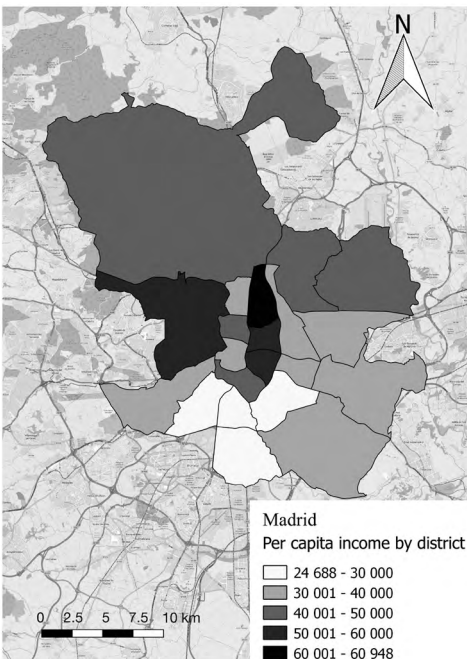 N
Madrid
Per capita income by district
24 688 - 30 000
30 001 - 40 000
40 001 - 50 000
50 001 - 60 000
60 001 - 60 948
0 2.5 5 7.5 10 km